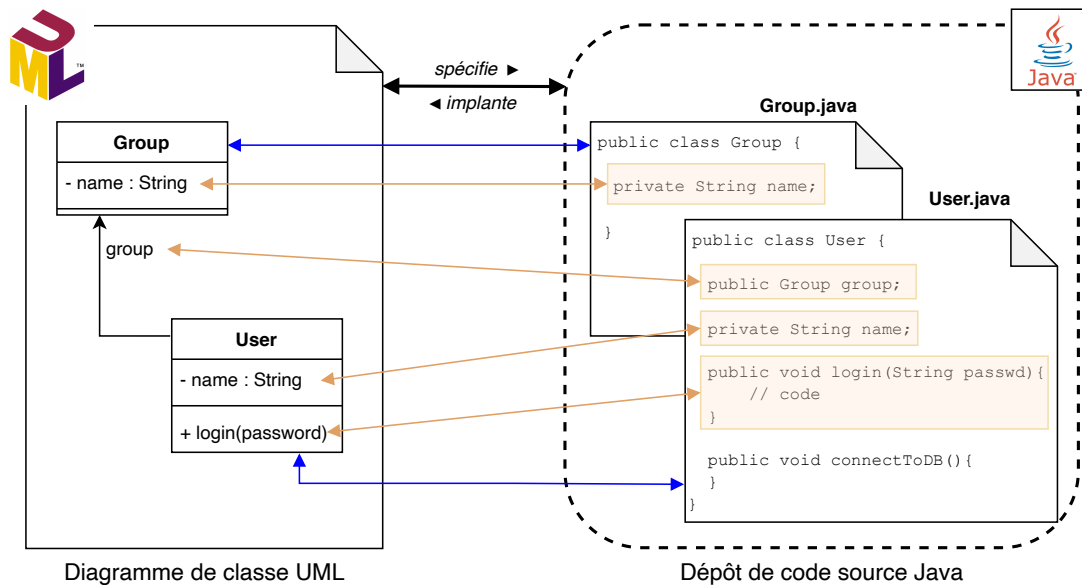 UML™
spécifie ►
◄ implante
Java
Group
- name : String
group
User
- name : String
+ login(password)
Group.java
public class Group {
private String name;
}
User.java
public class User {
public Group group;
private String name;
public void login(String passwd){
// code
}
public void connectToDB(){
}
}
Diagramme de classe UML
Dépôt de code source Java